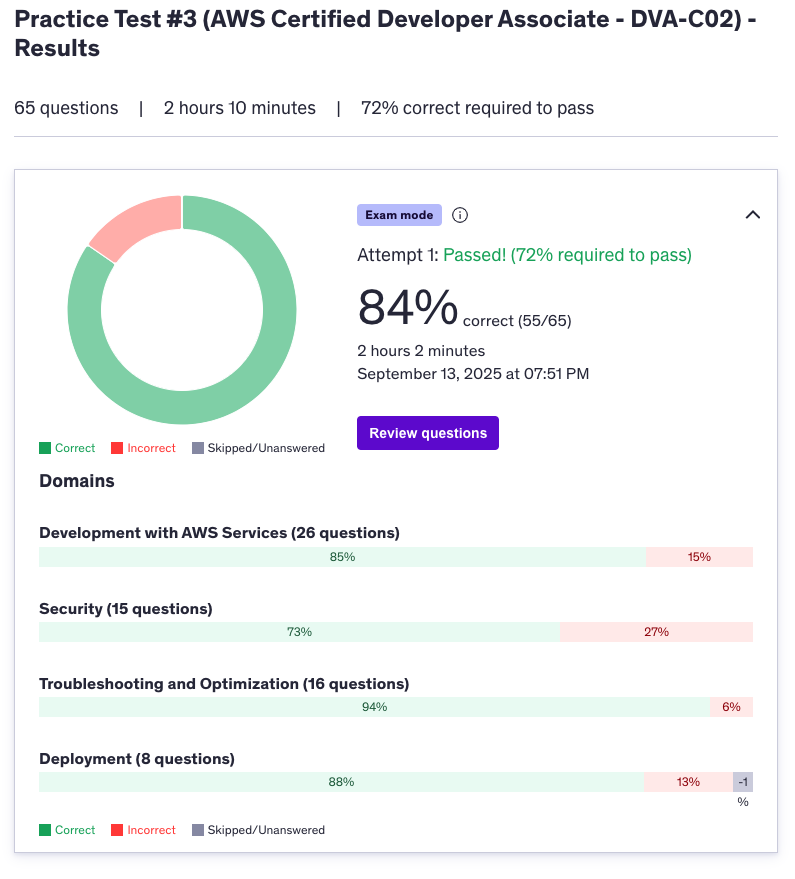 Practice Test #3 (AWS Certified Developer Associate - DVA-C02) -
Results
65 questions | 2 hours 10 minutes | 72% correct required to pass
Exam mode
Attempt 1: Passed! (72% required to pass)
84% correct (55/65)
2 hours 2 minutes
September 13, 2025 at 07:51 PM
Review questions
Correct Incorrect Skipped/Unanswered
Domains
Development with AWS Services (26 questions)
85% 15%
Security (15 questions)
73% 27%
Troubleshooting and Optimization (16 questions)
94% 6%
Deployment (8 questions)
88% 13% -1
%
Correct Incorrect Skipped/Unanswered